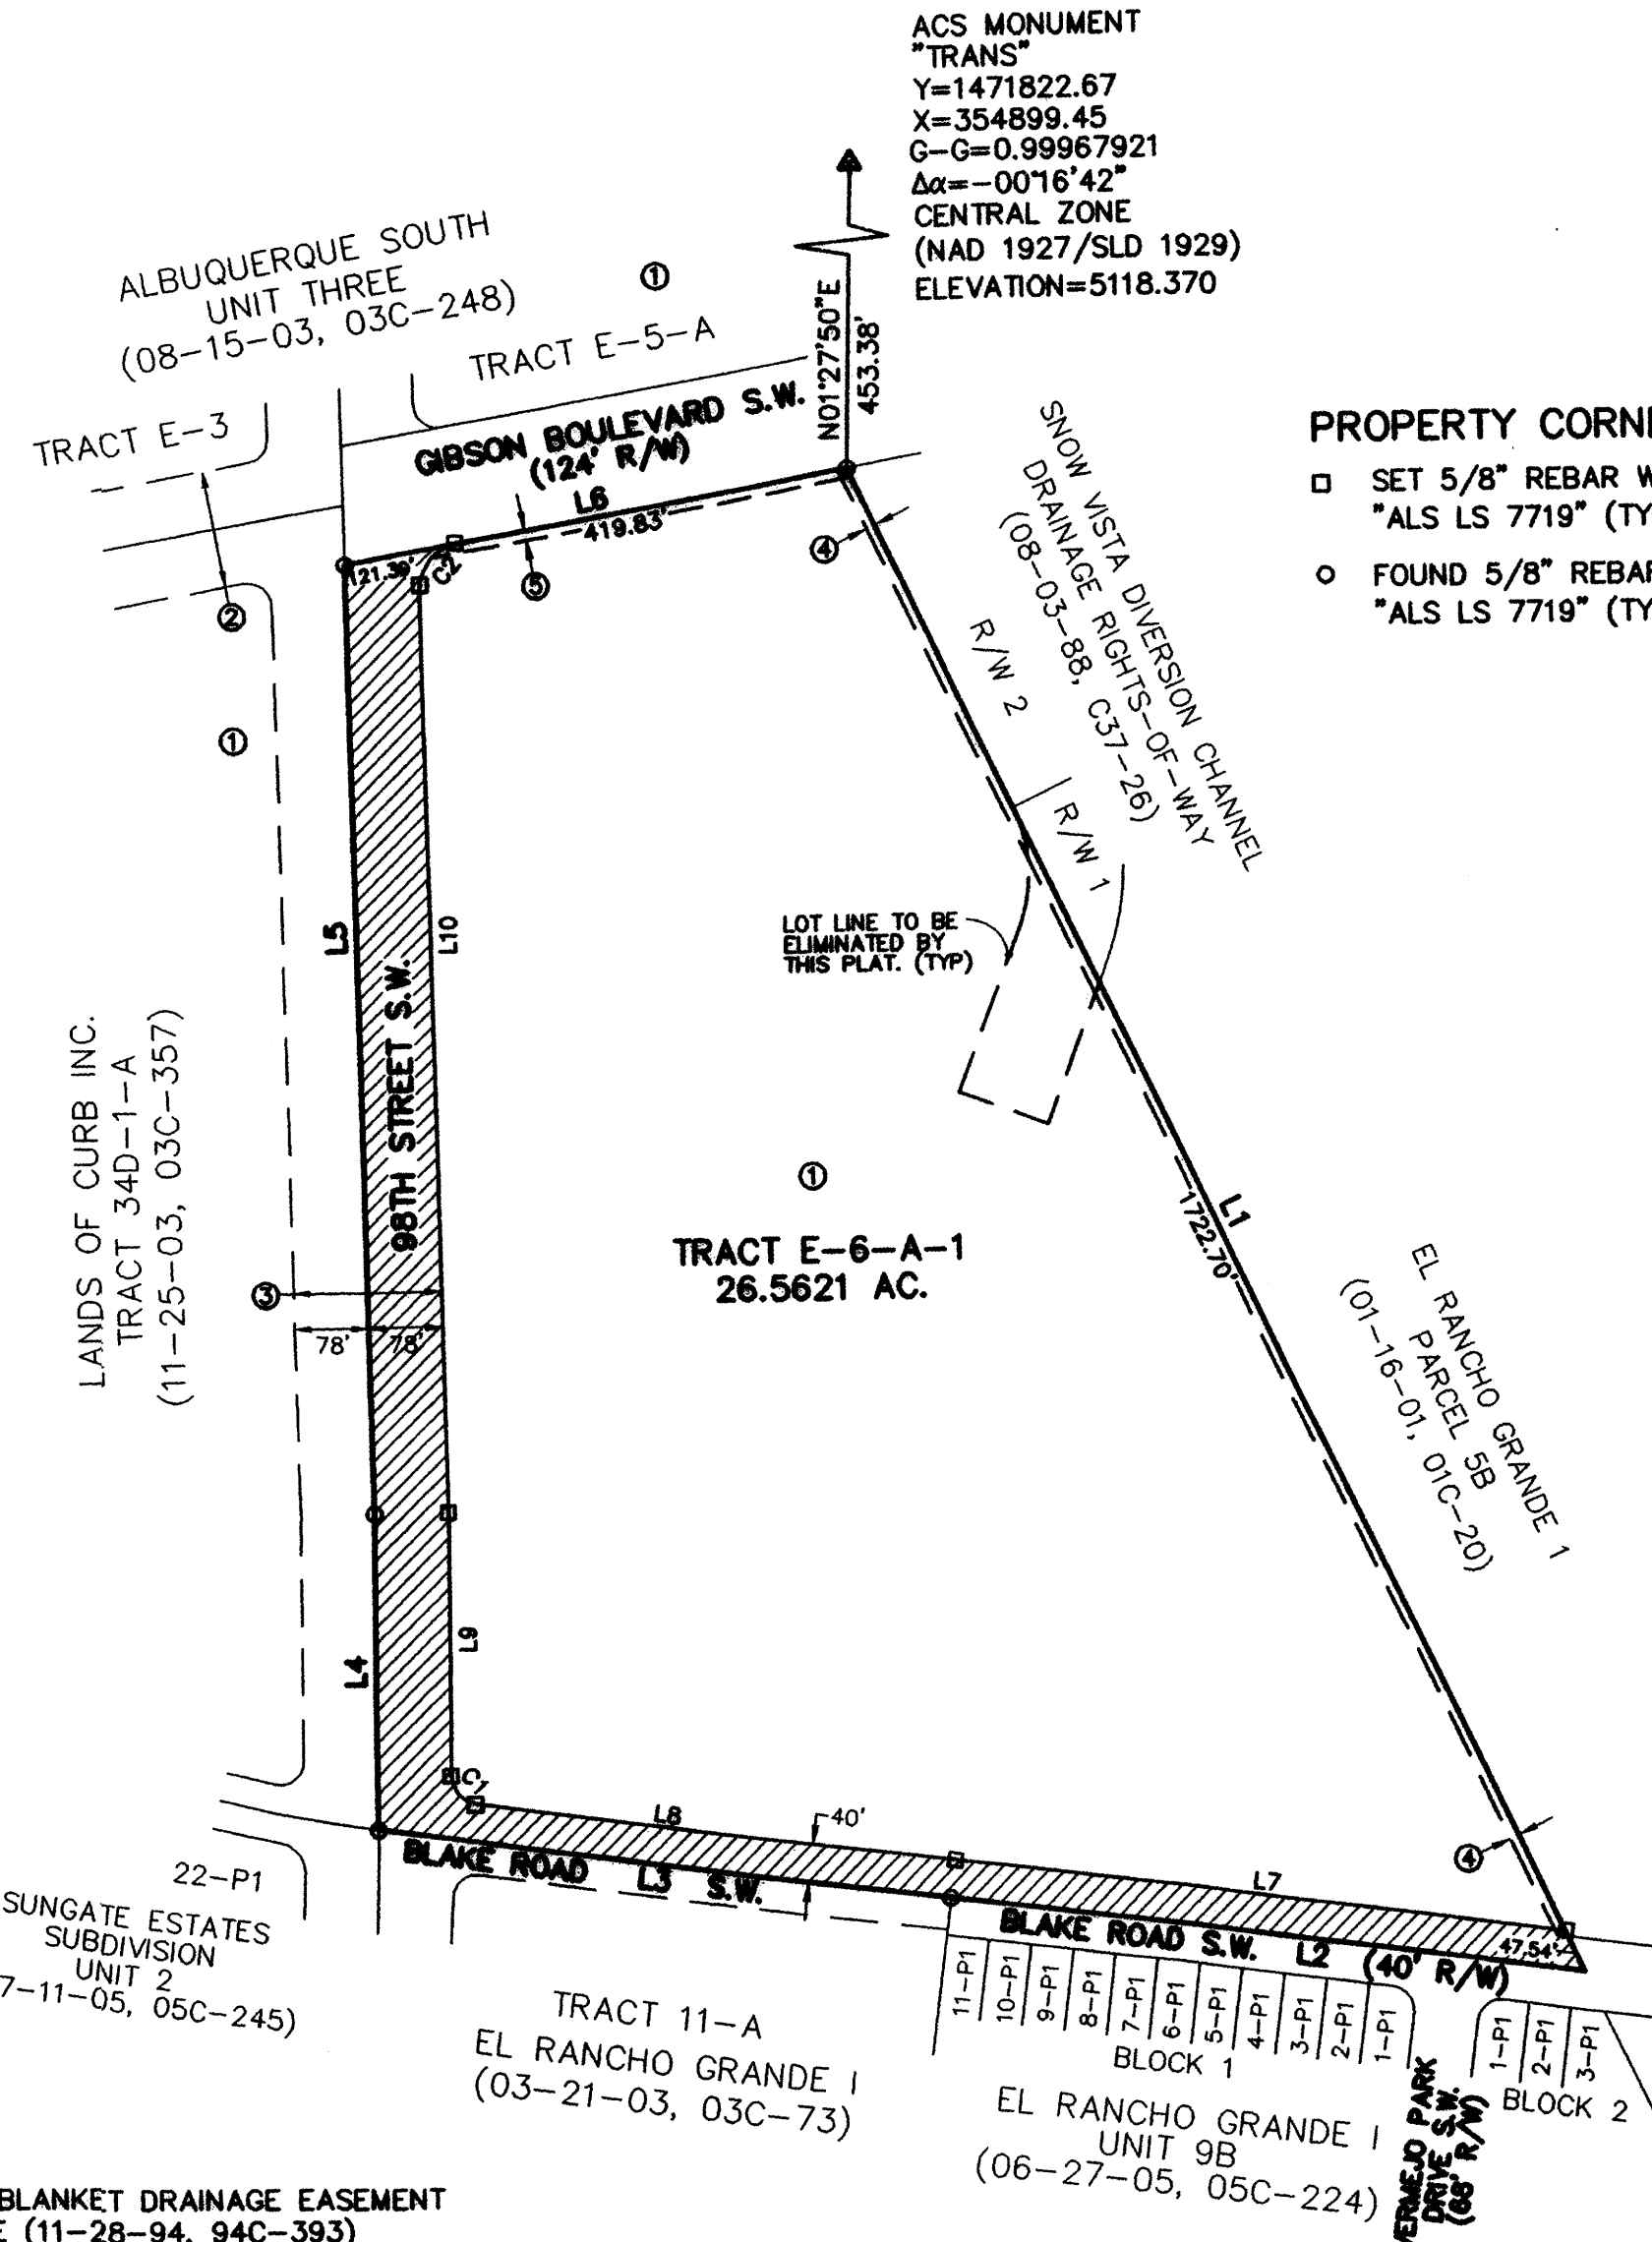 ACS MONUMENT
"TRANS"
Y=1471822.67
X=354899.45
G-G=0.99967921
Δα=-00°16'42"
CENTRAL ZONE
(NAD 1927/SLD 1929)
ELEVATION=5118.370
N01°27'50"E
453.38'
ALBUQUERQUE SOUTH
UNIT THREE
(08-15-03, 03C-248)
1
TRACT E-5-A
TRACT E-3
GIBSON BOULEVARD S.W.
(124' R/W)
L6
419.83'
121.39'
C2
5
4
2
1
SNOW VISTA DIVERSION CHANNEL
DRAINAGE RIGHTS-OF-WAY
(08-03-88, C37-26)
R/W 2
R/W 1
PROPERTY CORN
□ SET 5/8" REBAR W
"ALS LS 7719" (TY
○ FOUND 5/8" REBAR
"ALS LS 7719" (TY
LOT LINE TO BE
ELIMINATED BY
THIS PLAT. (TYP)
L5
L10
98TH STREET S.W.
LANDS OF CURB INC.
TRACT 34D-1-A
(11-25-03, 03C-357)
1
TRACT E-6-A-1
26.5621 AC.
L1
1722.70'
EL RANCHO GRANDE 1
PARCEL 5B
(01-16-01, 01C-20)
3
78'
78'
L4
L9
C1
L8
40'
L7
4
47.54'
BLAKE ROAD L3 S.W.
BLAKE ROAD S.W. L2 (40' R/W)
22-P1
SUNGATE ESTATES
SUBDIVISION
UNIT 2
7-11-05, 05C-245)
TRACT 11-A
EL RANCHO GRANDE I
(03-21-03, 03C-73)
11-P1
10-P1
9-P1
8-P1
7-P1
6-P1
5-P1
4-P1
3-P1
2-P1
1-P1
BLOCK 1
1-P1
2-P1
3-P1
BLOCK 2
EL RANCHO GRANDE I
UNIT 9B
(06-27-05, 05C-224)
VERMEJO PARK
DRIVE S.W.
(68' R/W)
BLANKET DRAINAGE EASEMENT
E (11-28-94, 94C-393)